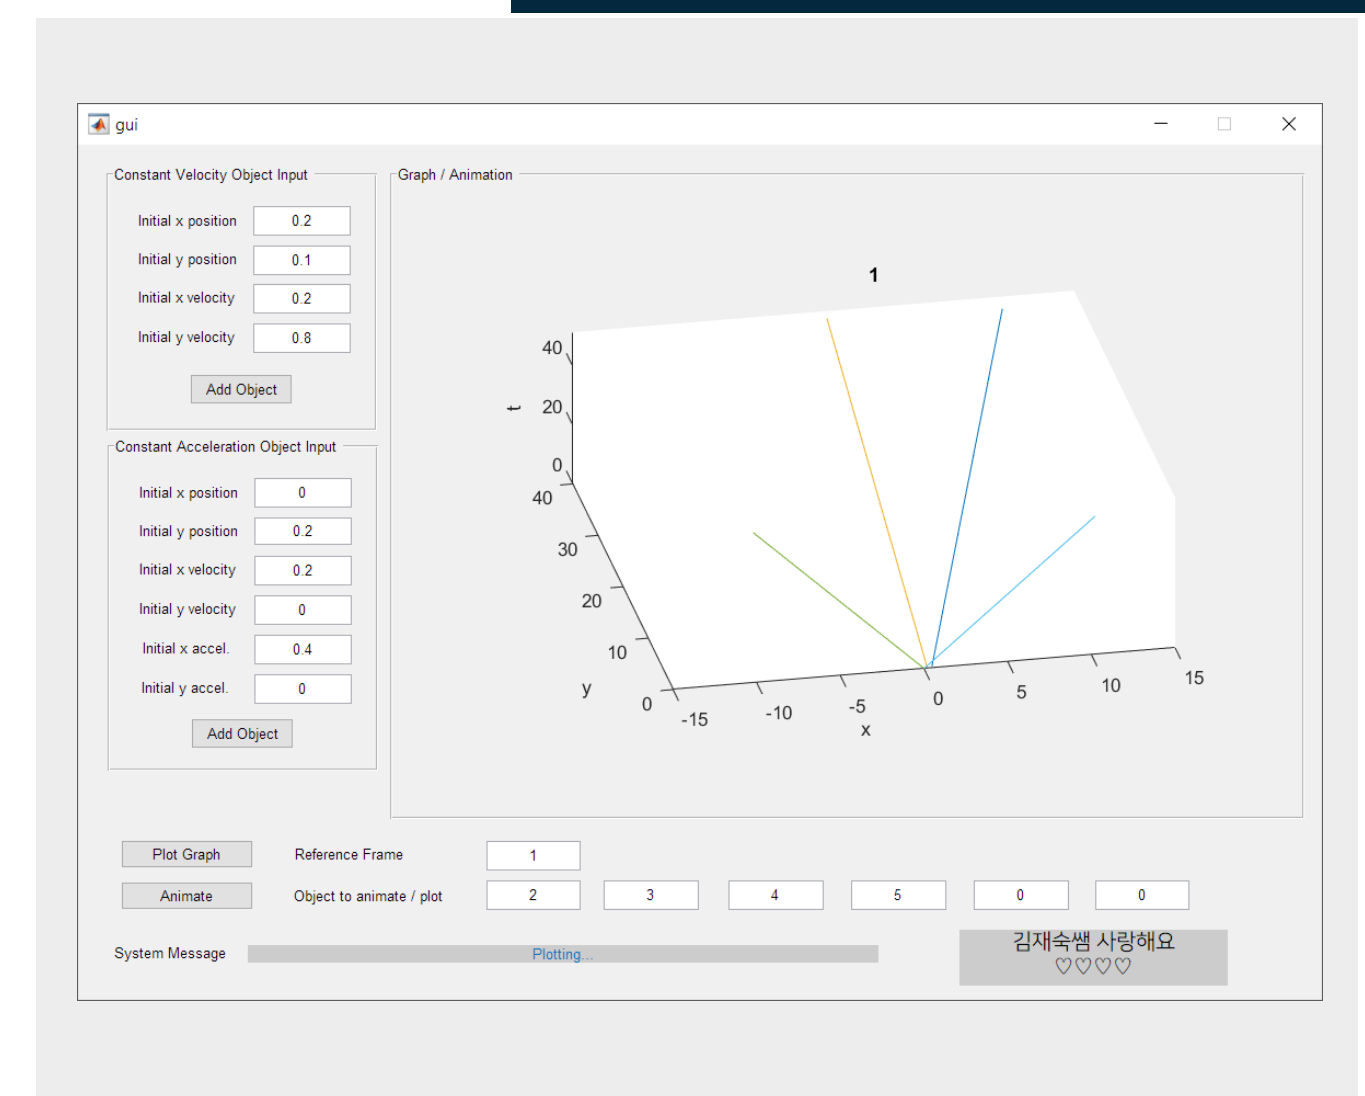 gui
Constant Velocity Object Input
Initial x position 0.2
Initial y position 0.1
Initial x velocity 0.2
Initial y velocity 0.8
Add Object
Constant Acceleration Object Input
Initial x position 0
Initial y position 0.2
Initial x velocity 0.2
Initial y velocity 0
Initial x accel. 0.4
Initial y accel. 0
Add Object
Graph / Animation
1
t
40
20
0
y
40
30
20
10
0
-15 -10 -5 0 5 10 15
x
Plot Graph Reference Frame 1
Animate Object to animate / plot 2 3 4 5 0 0
System Message Plotting...
김재숙쌤 사랑해요
♡♡♡♡